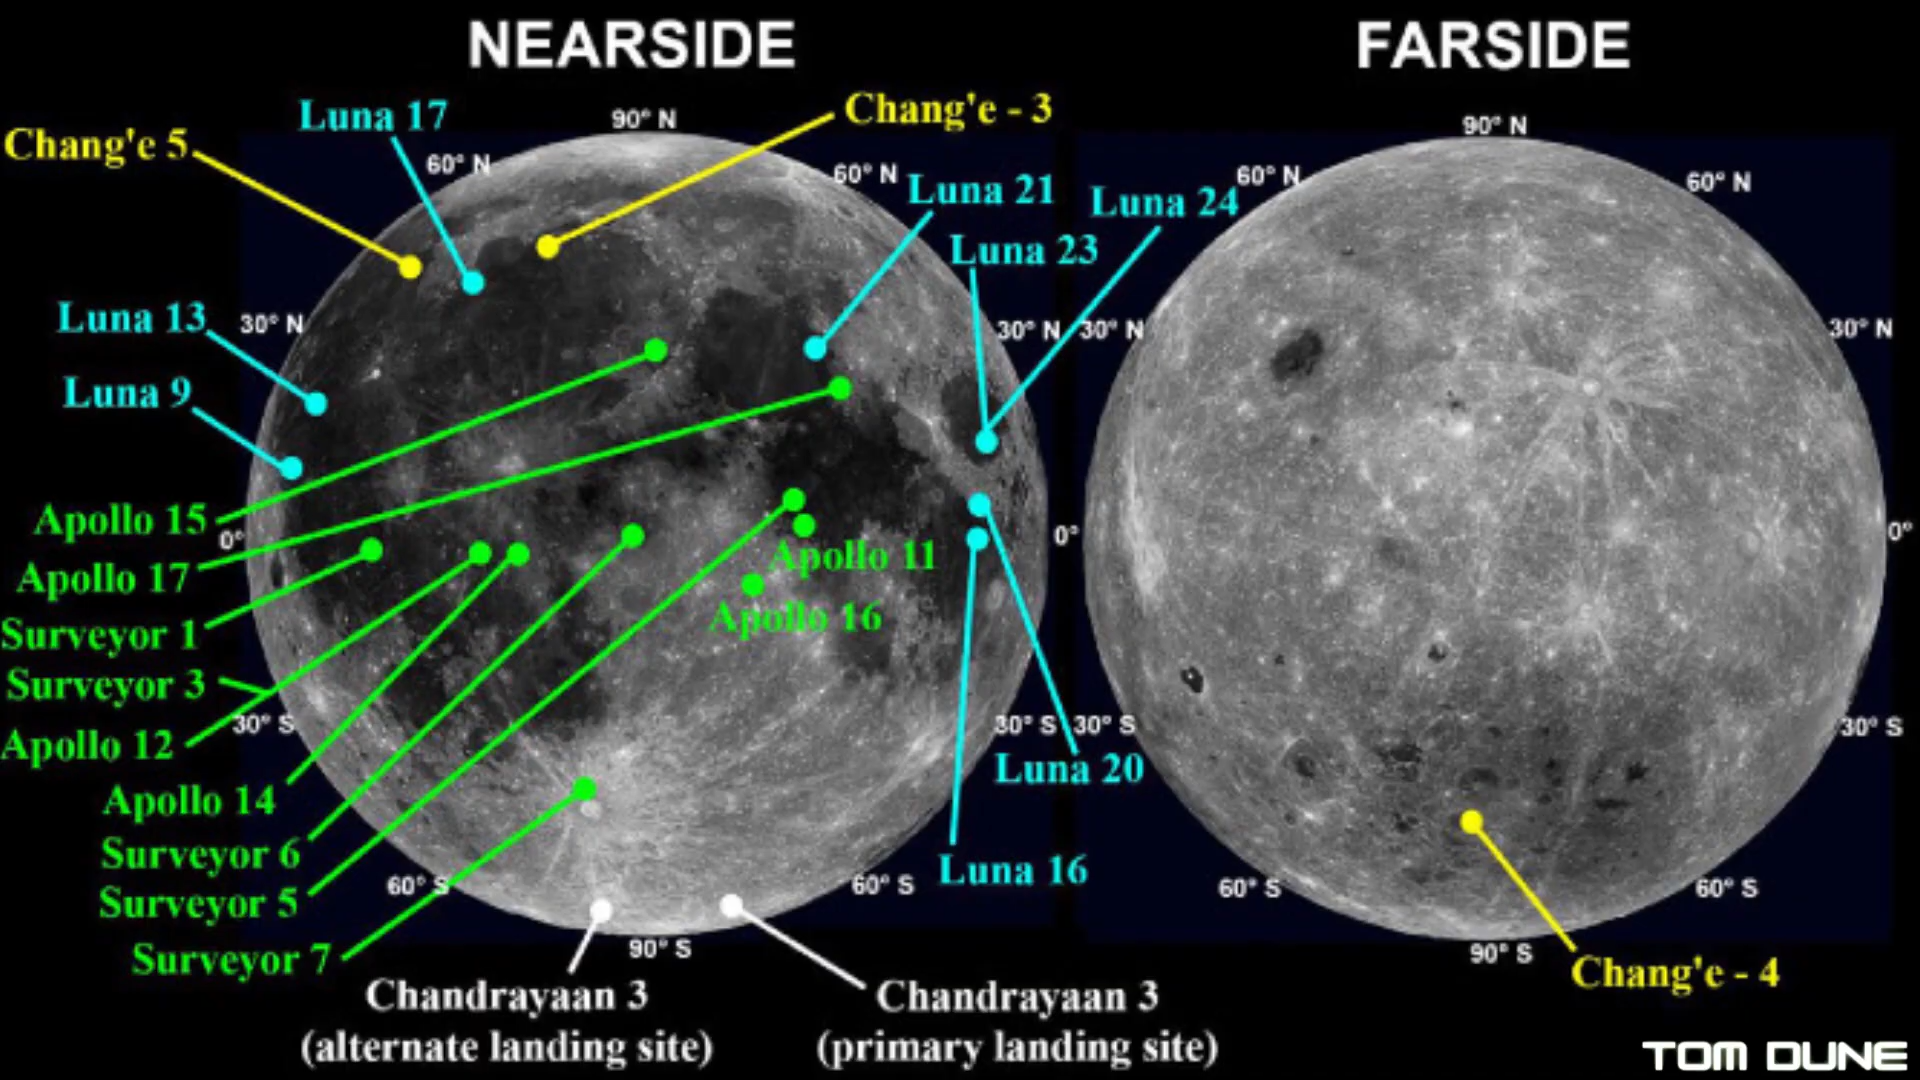 NEARSIDE
FARSIDE
Luna 17
Chang'e - 3
90° N
90° N
Chang'e 5
60° N
60° N
Luna 21
Luna 24
60° N
60° N
Luna 23
Luna 13
30° N
30° N
30° N
30° N
Luna 9
Apollo 15
0°
0°
0°
Apollo 11
Apollo 17
Apollo 16
Surveyor 1
Surveyor 3
30° S
30° S
30° S
30° S
Apollo 12
Luna 20
Apollo 14
Surveyor 6
Luna 16
60° S
60° S
60° S
60° S
Surveyor 5
Surveyor 7
90° S
90° S
Chang'e - 4
Chandrayaan 3
(alternate landing site)
Chandrayaan 3
(primary landing site)
TOM DUNE